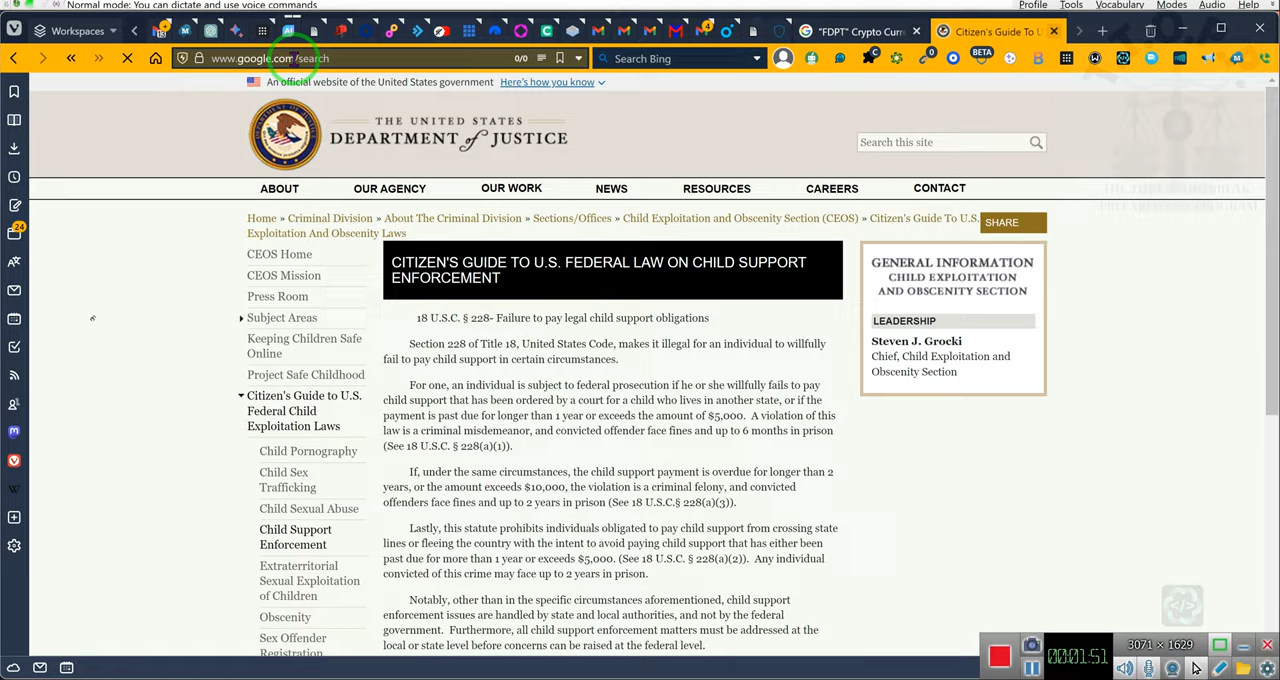 Normal mode: You can dictate and use voice commands
Profile Tools Vocabulary Modes Audio Help
Workspaces
"FDPT" Crypto Curre
Citizen's Guide To U
www.google.com/search
0/0
Search Bing
BETA
An official website of the United States government Here's how you know
THE UNITED STATES
DEPARTMENT of JUSTICE
Search this site
ABOUT OUR AGENCY OUR WORK NEWS RESOURCES CAREERS CONTACT
Home » Criminal Division » About The Criminal Division » Sections/Offices » Child Exploitation and Obscenity Section (CEOS) » Citizen's Guide To U.S.
Exploitation And Obscenity Laws
SHARE
CEOS Home
CEOS Mission
Press Room
Subject Areas
Keeping Children Safe
Online
Project Safe Childhood
Citizen's Guide to U.S.
Federal Child
Exploitation Laws
Child Pornography
Child Sex
Trafficking
Child Sexual Abuse
Child Support
Enforcement
Extraterritorial
Sexual Exploitation
of Children
Obscenity
Sex Offender
Registration
CITIZEN'S GUIDE TO U.S. FEDERAL LAW ON CHILD SUPPORT
ENFORCEMENT
18 U.S.C. § 228- Failure to pay legal child support obligations
Section 228 of Title 18, United States Code, makes it illegal for an individual to willfully
fail to pay child support in certain circumstances.
For one, an individual is subject to federal prosecution if he or she willfully fails to pay
child support that has been ordered by a court for a child who lives in another state, or if the
payment is past due for longer than 1 year or exceeds the amount of $5,000. A violation of this
law is a criminal misdemeanor, and convicted offender face fines and up to 6 months in prison
(See 18 U.S.C. § 228(a)(1)).
If, under the same circumstances, the child support payment is overdue for longer than 2
years, or the amount exceeds $10,000, the violation is a criminal felony, and convicted
offenders face fines and up to 2 years in prison (See 18 U.S.C.§ 228(a)(3)).
Lastly, this statute prohibits individuals obligated to pay child support from crossing state
lines or fleeing the country with the intent to avoid paying child support that has either been
past due for more than 1 year or exceeds $5,000. (See 18 U.S.C. § 228(a)(2)). Any individual
convicted of this crime may face up to 2 years in prison.
Notably, other than in the specific circumstances aforementioned, child support
enforcement issues are handled by state and local authorities, and not by the federal
government. Furthermore, all child support enforcement matters must be addressed at the
local or state level before concerns can be raised at the federal level.
GENERAL INFORMATION
CHILD EXPLOITATION
AND OBSCENITY SECTION
LEADERSHIP
Steven J. Grocki
Chief, Child Exploitation and
Obscenity Section
24
00:01:51
3071 × 1629